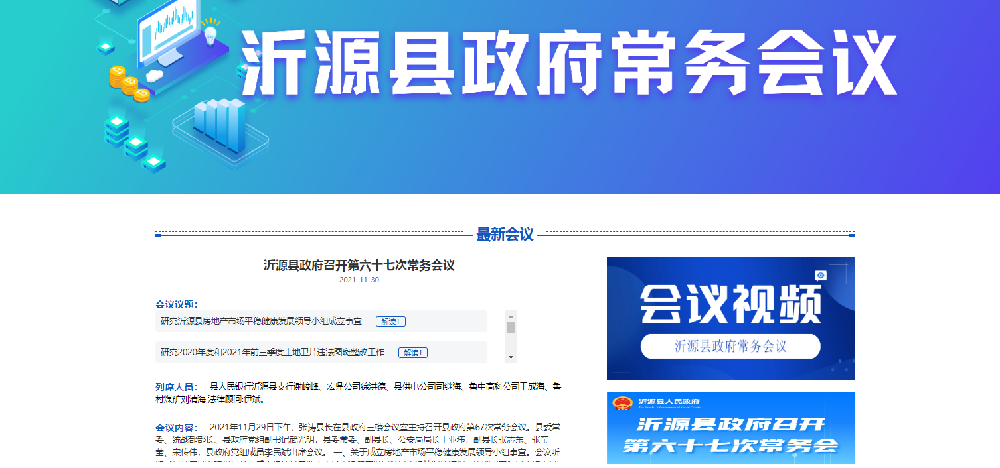 沂源县政府常务会议
最新会议
沂源县政府召开第六十七次常务会议
2021-11-30
会议议题：
研究沂源县房地产市场平稳健康发展领导小组成立事宜 解读1
研究2020年度和2021年前三季度土地卫片违法图斑整改工作 解读1
列席人员： 县人民银行沂源县支行谢峻峰、宏鼎公司徐洪德、县供电公司司继海、鲁中高科公司王成海、鲁
村煤矿刘清海 法律顾问:伊斌。
会议内容： 2021年11月29日下午，张涛县长在县政府三楼会议室主持召开县政府第67次常务会议。县委常
委、统战部部长、县政府党组副书记武光明，县委常委、副县长、公安局局长王亚玮，副县长张志东、张莹
莹、宋传伟，县政府党组成员李民斌出席会议。 一、关于成立房地产市场平稳健康发展领导小组事宜。会议听
会议视频
沂源县政府常务会议
沂源县人民政府
沂源县政府召开
第六十七次常务会